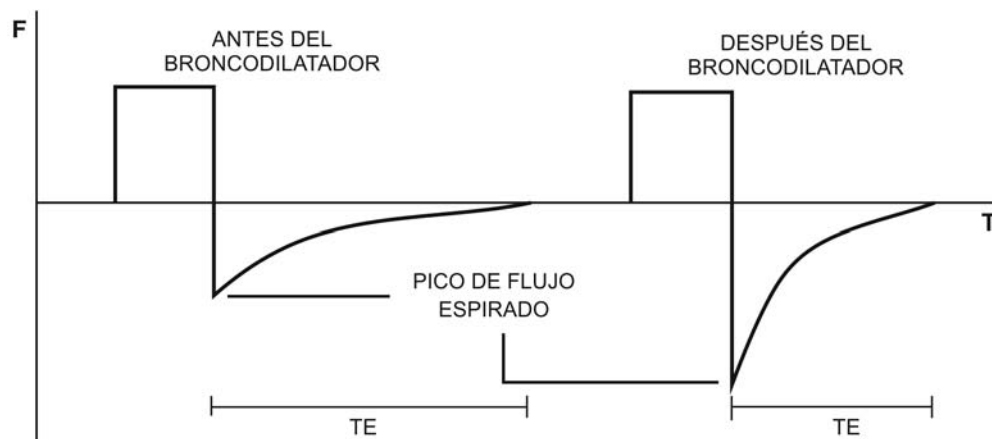 F
ANTES DEL
BRONCODILATADOR
DESPUÉS DEL
BRONCODILATADOR
T
PICO DE FLUJO
ESPIRADO
TE
TE